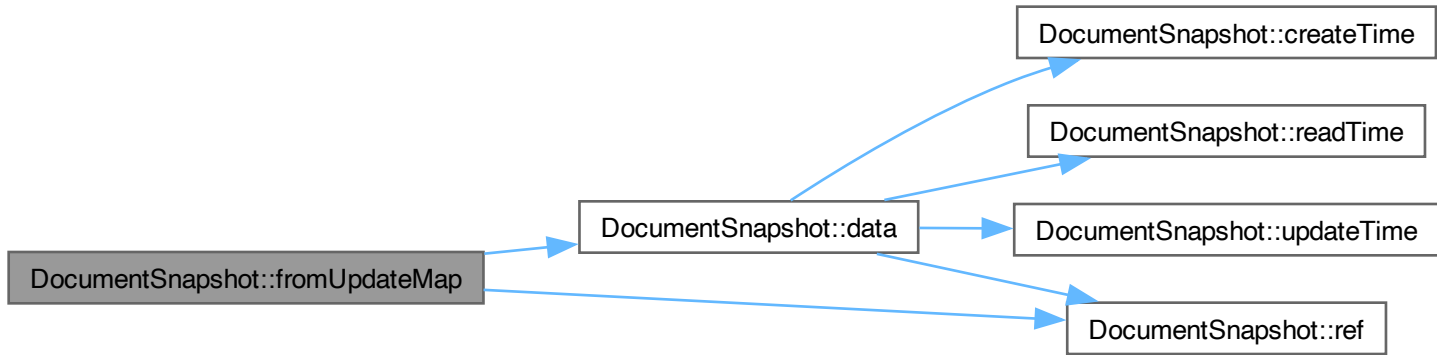 DocumentSnapshot::createTime
DocumentSnapshot::readTime
DocumentSnapshot::data
DocumentSnapshot::updateTime
DocumentSnapshot::fromUpdateMap
DocumentSnapshot::ref